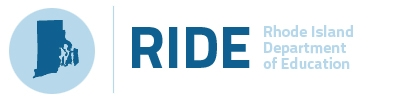 RIDE
Rhode Island
Department
of Education